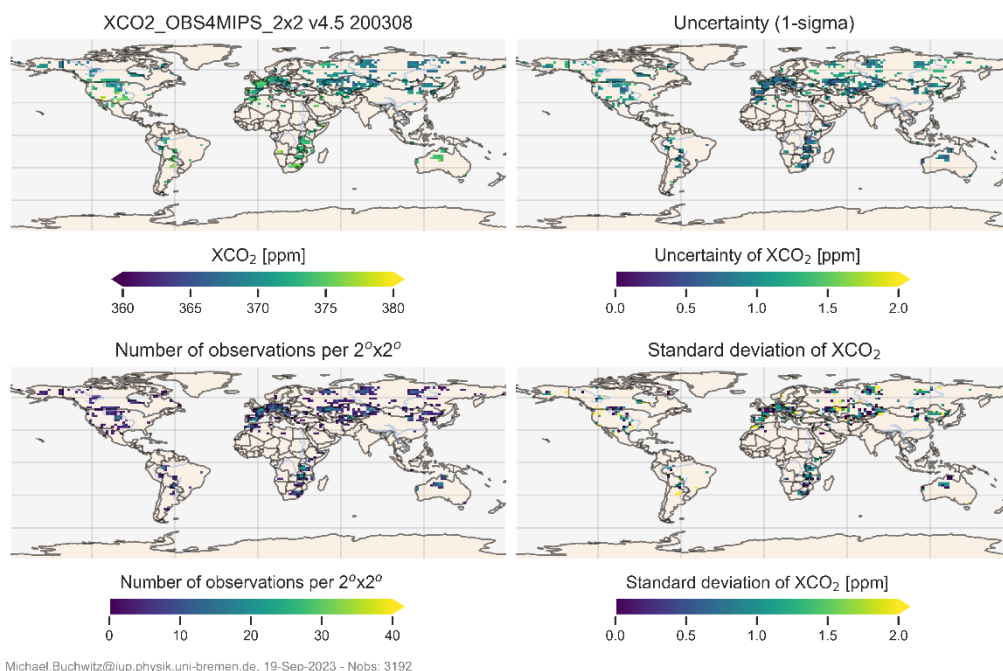 XCO2_OBS4MIPS_2x2 v4.5 200308
Uncertainty (1-sigma)
XCO₂ [ppm]
360 365 370 375 380
Uncertainty of XCO₂ [ppm]
0.0 0.5 1.0 1.5 2.0
Number of observations per 2°x2°
Standard deviation of XCO₂
Number of observations per 2°x2°
0 10 20 30 40
Standard deviation of XCO₂ [ppm]
0.0 0.5 1.0 1.5 2.0
Michael.Buchwitz@iup.physik.uni-bremen.de, 19-Sep-2023 - Nobs: 3192